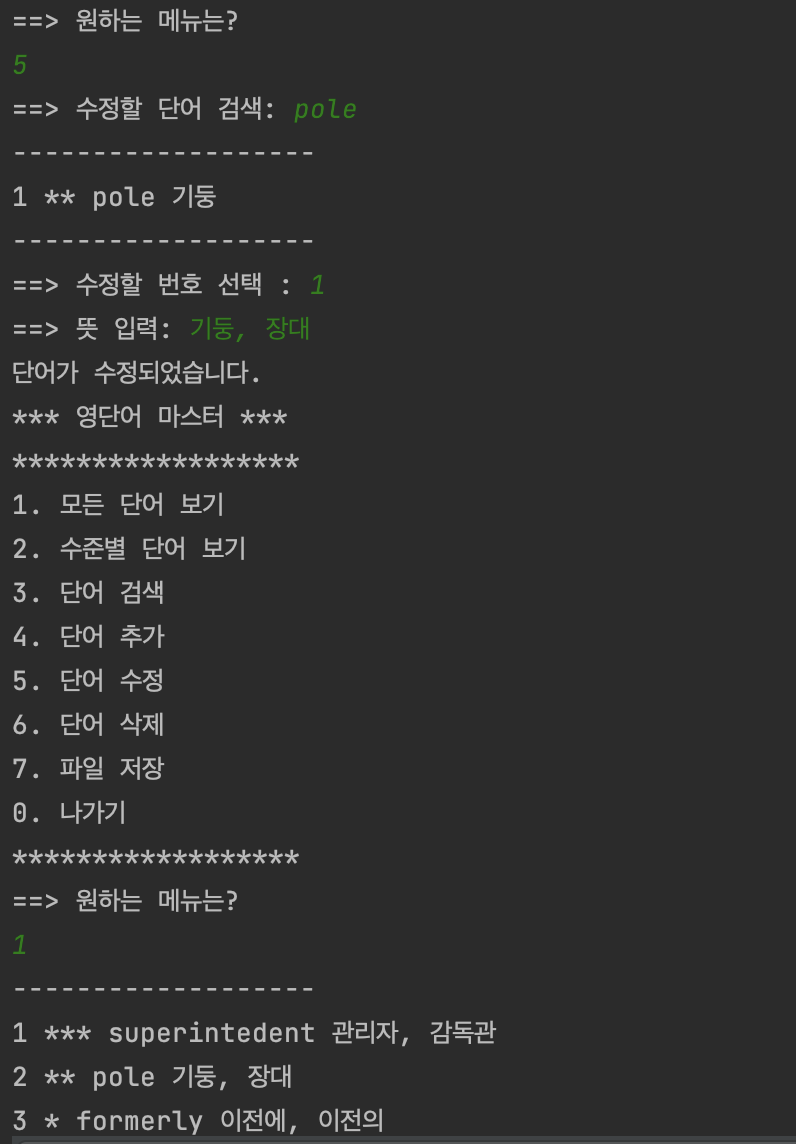 ==> 원하는 메뉴는?
5
==> 수정할 단어 검색: pole
-------------------
1 ** pole 기둥
-------------------
==> 수정할 번호 선택 : 1
==> 뜻 입력: 기둥, 장대
단어가 수정되었습니다.
*** 영단어 마스터 ***
******************
1. 모든 단어 보기
2. 수준별 단어 보기
3. 단어 검색
4. 단어 추가
5. 단어 수정
6. 단어 삭제
7. 파일 저장
0. 나가기
******************
==> 원하는 메뉴는?
1
-------------------
1 *** superintedent 관리자, 감독관
2 ** pole 기둥, 장대
3 * formerly 이전에, 이전의